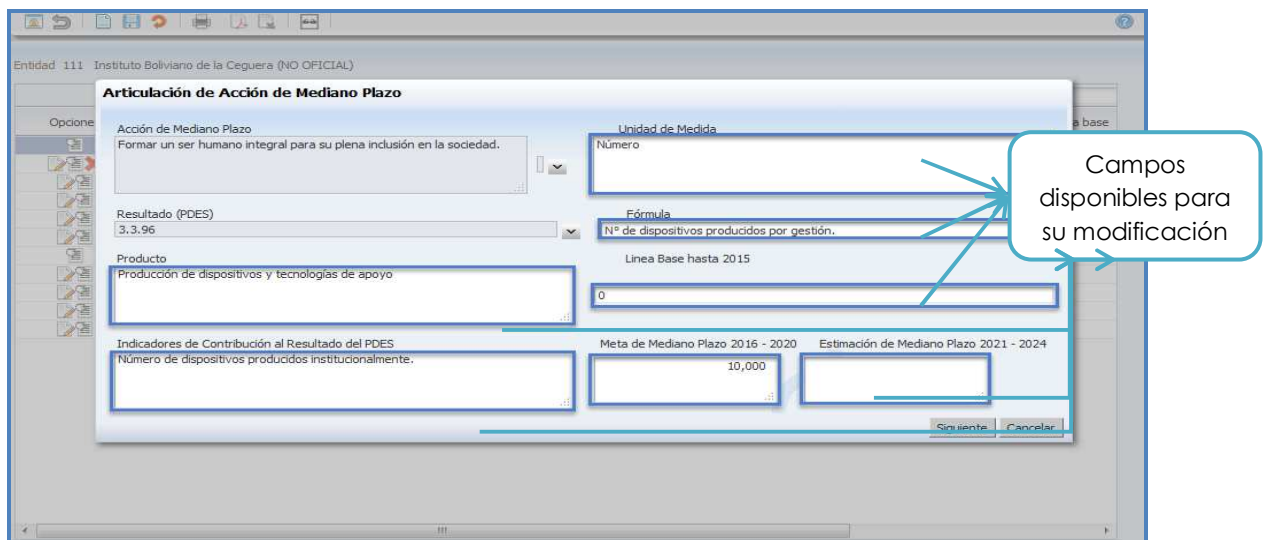 Entidad 111 Instituto Boliviano de la Ceguera (NO OFICIAL)
Articulación de Acción de Mediano Plazo
Opcione
a base
Acción de Mediano Plazo
Unidad de Medida
Formar un ser humano integral para su plena inclusión en la sociedad.
Número
Campos
disponibles para
su modificación
Resultado (PDES)
Fórmula
3.3.96
Nº de dispositivos producidos por gestión.
Producto
Linea Base hasta 2015
Producción de dispositivos y tecnologías de apoyo
0
Indicadores de Contribución al Resultado del PDES
Meta de Mediano Plazo 2016 - 2020
Estimación de Mediano Plazo 2021 - 2024
Número de dispositivos producidos institucionalmente.
10,000
Siguiente
Cancelar